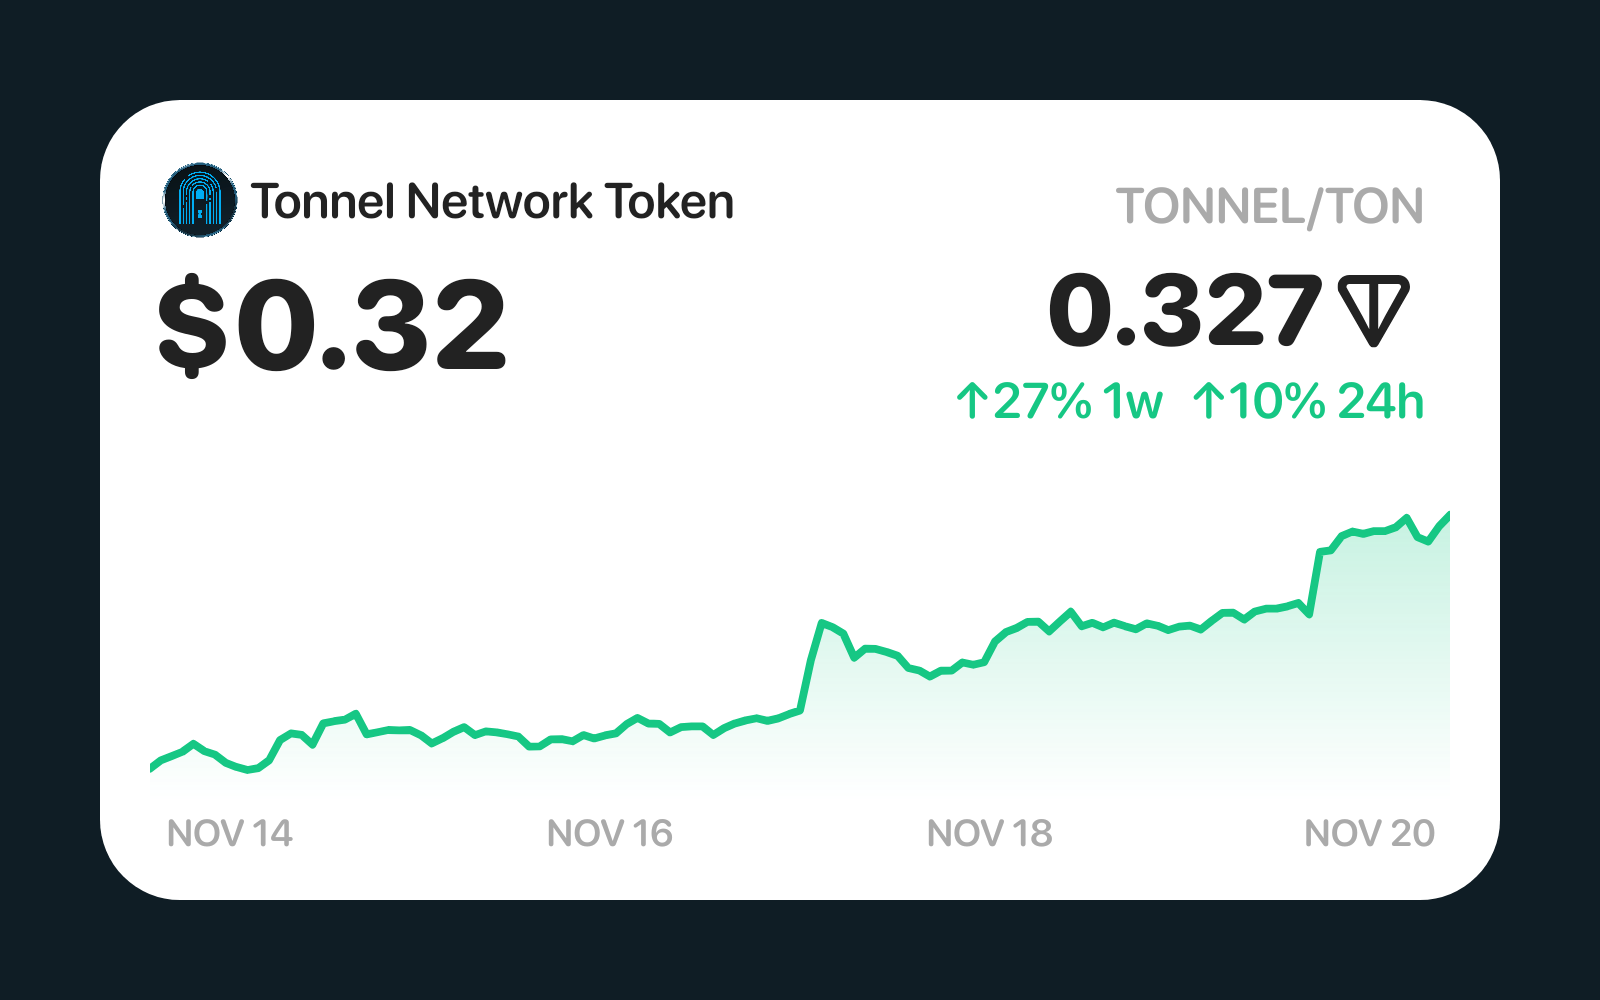 Tonnel Network Token
TONNEL/TON
$0.32
0.327
↑27% 1w ↑10% 24h
NOV 14
NOV 16
NOV 18
NOV 20